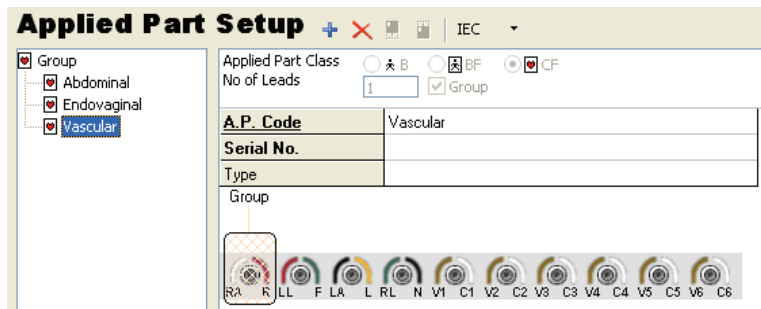 Applied Part Setup IEC
Group
Abdominal
Endovaginal
Vascular
Applied Part Class B BF CF
No of Leads 1 Group
A.P. Code Vascular
Serial No.
Type
Group
RA R LL F LA L RL N V1 C1 V2 C2 V3 C3 V4 C4 V5 C5 V6 C6